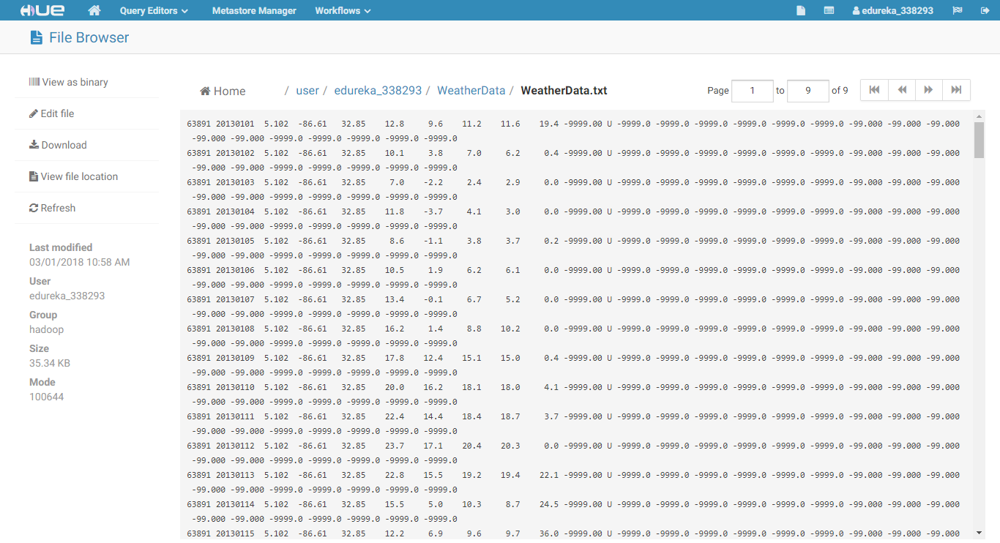 HUE Query Editors Metastore Manager Workflows edureka_338293
File Browser
View as binary
Edit file
Download
View file location
Refresh
Last modified
03/01/2018 10:58 AM
User
edureka_338293
Group
hadoop
Size
35.34 KB
Mode
100644
Home / user / edureka_338293 / WeatherData / WeatherData.txt Page 1 to 9 of 9
63891 20130101 5.102 -86.61 32.85 12.8 9.6 11.2 11.6 19.4 -9999.00 U -9999.0 -9999.0 -9999.0 -9999.0 -9999.0 -9999.0 -99.000 -99.000 -99.000
-99.000 -99.000 -9999.0 -9999.0 -9999.0 -9999.0 -9999.0
63891 20130102 5.102 -86.61 32.85 10.1 3.8 7.0 6.2 0.4 -9999.00 U -9999.0 -9999.0 -9999.0 -9999.0 -9999.0 -9999.0 -99.000 -99.000 -99.000
-99.000 -99.000 -9999.0 -9999.0 -9999.0 -9999.0 -9999.0
63891 20130103 5.102 -86.61 32.85 7.0 -2.2 2.4 2.9 0.0 -9999.00 U -9999.0 -9999.0 -9999.0 -9999.0 -9999.0 -9999.0 -99.000 -99.000 -99.000
-99.000 -99.000 -9999.0 -9999.0 -9999.0 -9999.0 -9999.0
63891 20130104 5.102 -86.61 32.85 11.8 -3.7 4.1 3.0 0.0 -9999.00 U -9999.0 -9999.0 -9999.0 -9999.0 -9999.0 -9999.0 -99.000 -99.000 -99.000
-99.000 -99.000 -9999.0 -9999.0 -9999.0 -9999.0 -9999.0
63891 20130105 5.102 -86.61 32.85 8.6 -1.1 3.8 3.7 0.2 -9999.00 U -9999.0 -9999.0 -9999.0 -9999.0 -9999.0 -9999.0 -99.000 -99.000 -99.000
-99.000 -99.000 -9999.0 -9999.0 -9999.0 -9999.0 -9999.0
63891 20130106 5.102 -86.61 32.85 10.5 1.9 6.2 6.1 0.0 -9999.00 U -9999.0 -9999.0 -9999.0 -9999.0 -9999.0 -9999.0 -99.000 -99.000 -99.000
-99.000 -99.000 -9999.0 -9999.0 -9999.0 -9999.0 -9999.0
63891 20130107 5.102 -86.61 32.85 13.4 -0.1 6.7 5.2 0.0 -9999.00 U -9999.0 -9999.0 -9999.0 -9999.0 -9999.0 -9999.0 -99.000 -99.000 -99.000
-99.000 -99.000 -9999.0 -9999.0 -9999.0 -9999.0 -9999.0
63891 20130108 5.102 -86.61 32.85 16.2 1.4 8.8 10.2 0.0 -9999.00 U -9999.0 -9999.0 -9999.0 -9999.0 -9999.0 -9999.0 -99.000 -99.000 -99.000
-99.000 -99.000 -9999.0 -9999.0 -9999.0 -9999.0 -9999.0
63891 20130109 5.102 -86.61 32.85 17.8 12.4 15.1 15.0 0.4 -9999.00 U -9999.0 -9999.0 -9999.0 -9999.0 -9999.0 -9999.0 -99.000 -99.000 -99.000
-99.000 -99.000 -9999.0 -9999.0 -9999.0 -9999.0 -9999.0
63891 20130110 5.102 -86.61 32.85 20.0 16.2 18.1 18.0 4.1 -9999.00 U -9999.0 -9999.0 -9999.0 -9999.0 -9999.0 -9999.0 -99.000 -99.000 -99.000
-99.000 -99.000 -9999.0 -9999.0 -9999.0 -9999.0 -9999.0
63891 20130111 5.102 -86.61 32.85 22.4 14.4 18.4 18.7 3.7 -9999.00 U -9999.0 -9999.0 -9999.0 -9999.0 -9999.0 -9999.0 -99.000 -99.000 -99.000
-99.000 -99.000 -9999.0 -9999.0 -9999.0 -9999.0 -9999.0
63891 20130112 5.102 -86.61 32.85 23.7 17.1 20.4 20.3 0.0 -9999.00 U -9999.0 -9999.0 -9999.0 -9999.0 -9999.0 -9999.0 -99.000 -99.000 -99.000
-99.000 -99.000 -9999.0 -9999.0 -9999.0 -9999.0 -9999.0
63891 20130113 5.102 -86.61 32.85 22.8 15.5 19.2 19.4 22.1 -9999.00 U -9999.0 -9999.0 -9999.0 -9999.0 -9999.0 -9999.0 -99.000 -99.000 -99.000
-99.000 -99.000 -9999.0 -9999.0 -9999.0 -9999.0 -9999.0
63891 20130114 5.102 -86.61 32.85 15.5 5.0 10.3 8.7 24.5 -9999.00 U -9999.0 -9999.0 -9999.0 -9999.0 -9999.0 -9999.0 -99.000 -99.000 -99.000
-99.000 -99.000 -9999.0 -9999.0 -9999.0 -9999.0 -9999.0
63891 20130115 5.102 -86.61 32.85 12.2 6.9 9.6 9.7 36.0 -9999.00 U -9999.0 -9999.0 -9999.0 -9999.0 -9999.0 -9999.0 -99.000 -99.000 -99.000